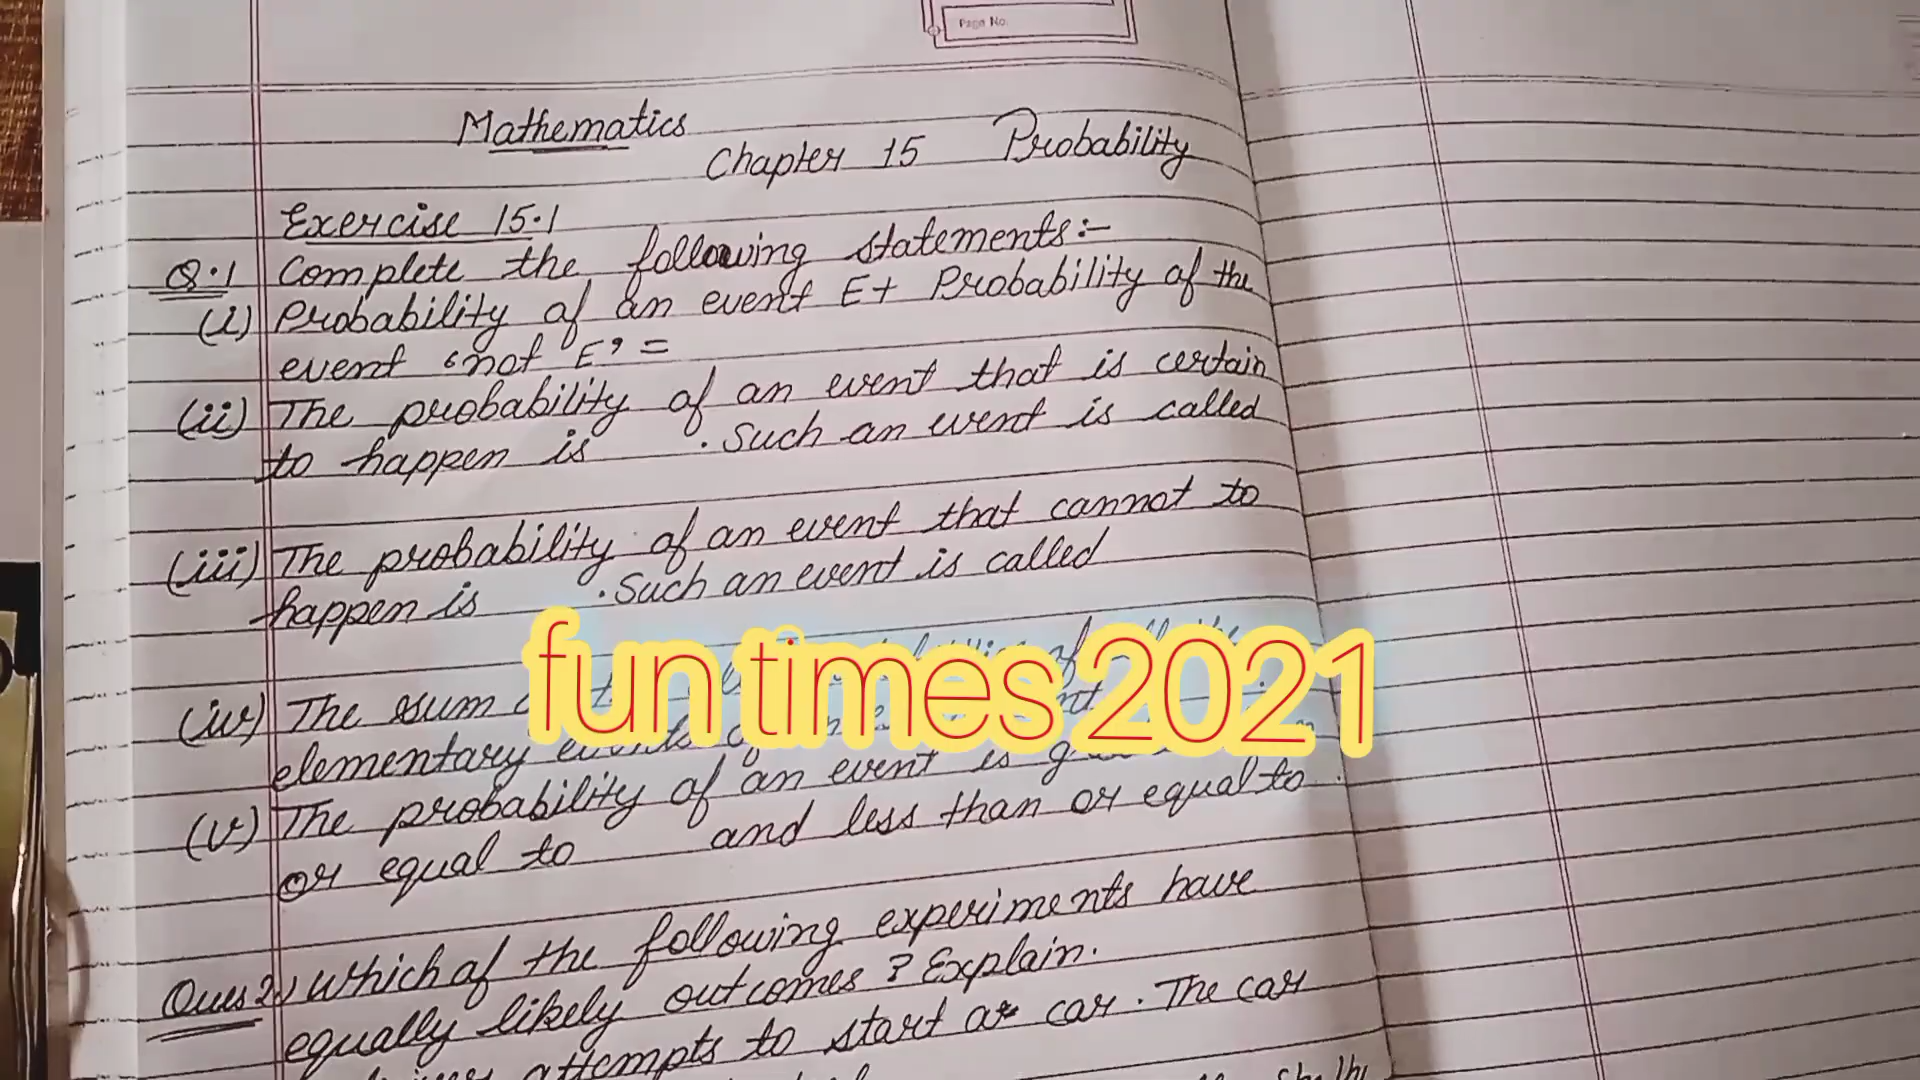 Page No.
Mathematics
Chapter 15 Probability
Exercise 15.1
Q.1 Complete the following statements:-
(i) Probability of an event E+ Probability of the
event 'not E' =
(ii) The probability of an event that is certain
to happen is . Such an event is called
(iii) The probability of an event that cannot to
happen is . Such an event is called
fun times 2021
(iv) The sum
elementary events of
(v) The probability of an event is
or equal to and less than or equal to
Ques 2.) Which of the following experiments have
equally likely outcomes ? Explain.
attempts to start a car. The car